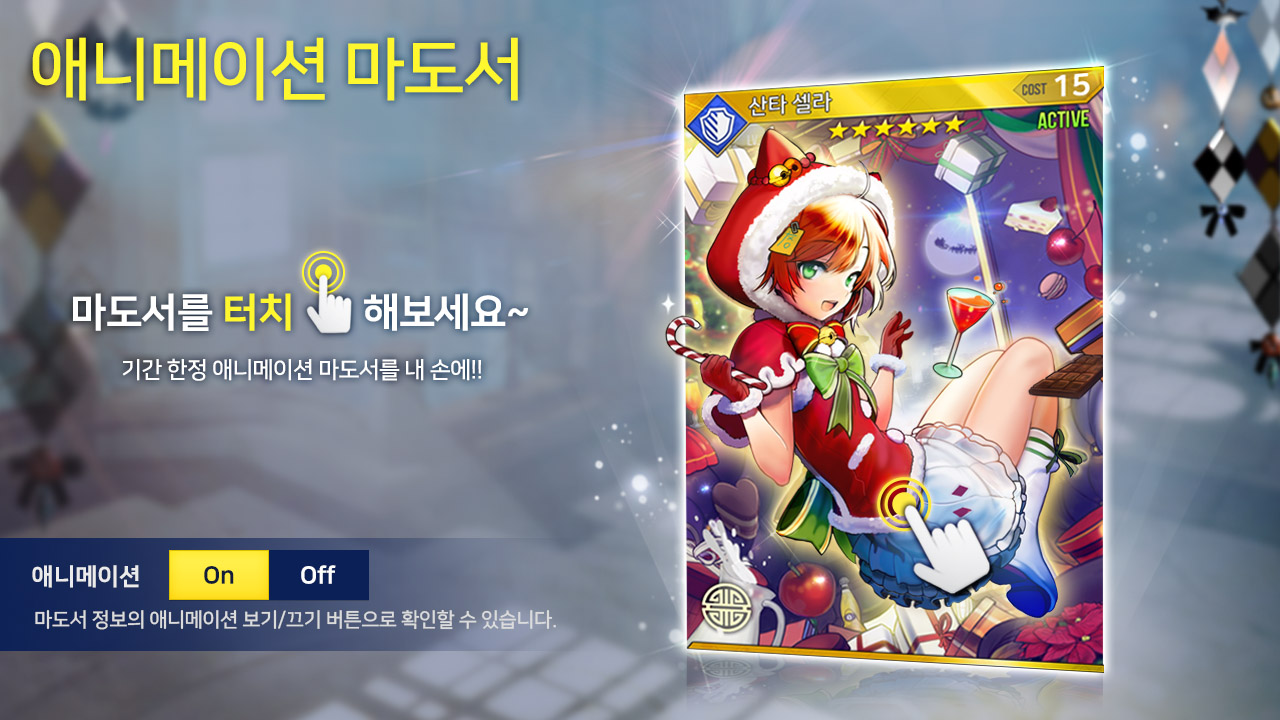 애니메이션 마도서
산타 셀라
COST 15
ACTIVE
마도서를 터치 해보세요~
기간 한정 애니메이션 마도서를 내 손에!!
애니메이션 On Off
마도서 정보의 애니메이션 보기/끄기 버튼으로 확인할 수 있습니다.